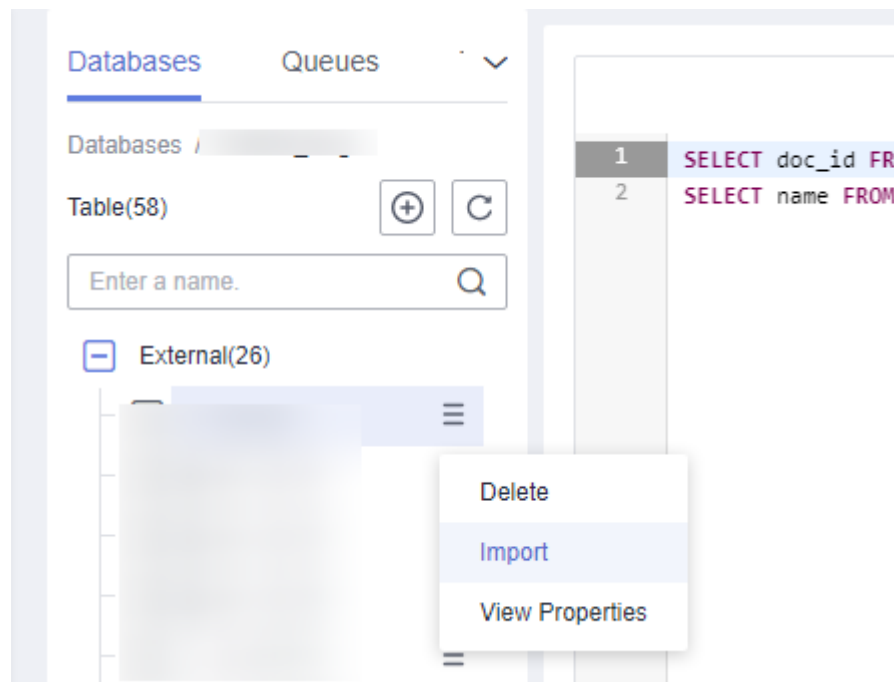 Databases Queues
Databases /
Table(58)
Enter a name.
External(26)
Delete
Import
View Properties
1 SELECT doc_id FR
2 SELECT name FROM